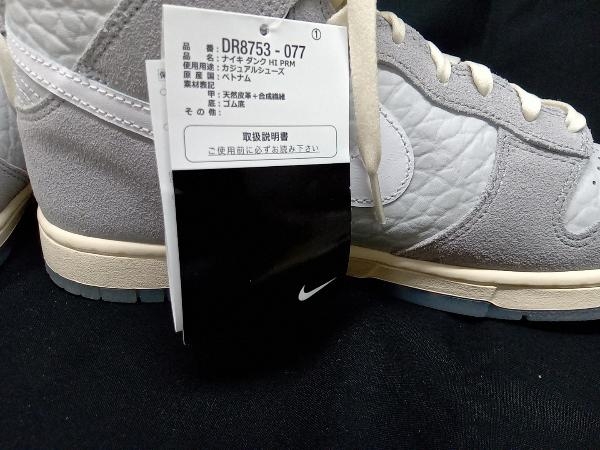 ①
品番：DR8753 - 077
品名：ナイキ ダンク HI PRM
使用用途：カジュアルシューズ
原産国：ベトナム
素材表記
甲：天然皮革＋合成繊維
底：ゴム底
その他：
取扱説明書
ご使用前に必ずお読み下さい